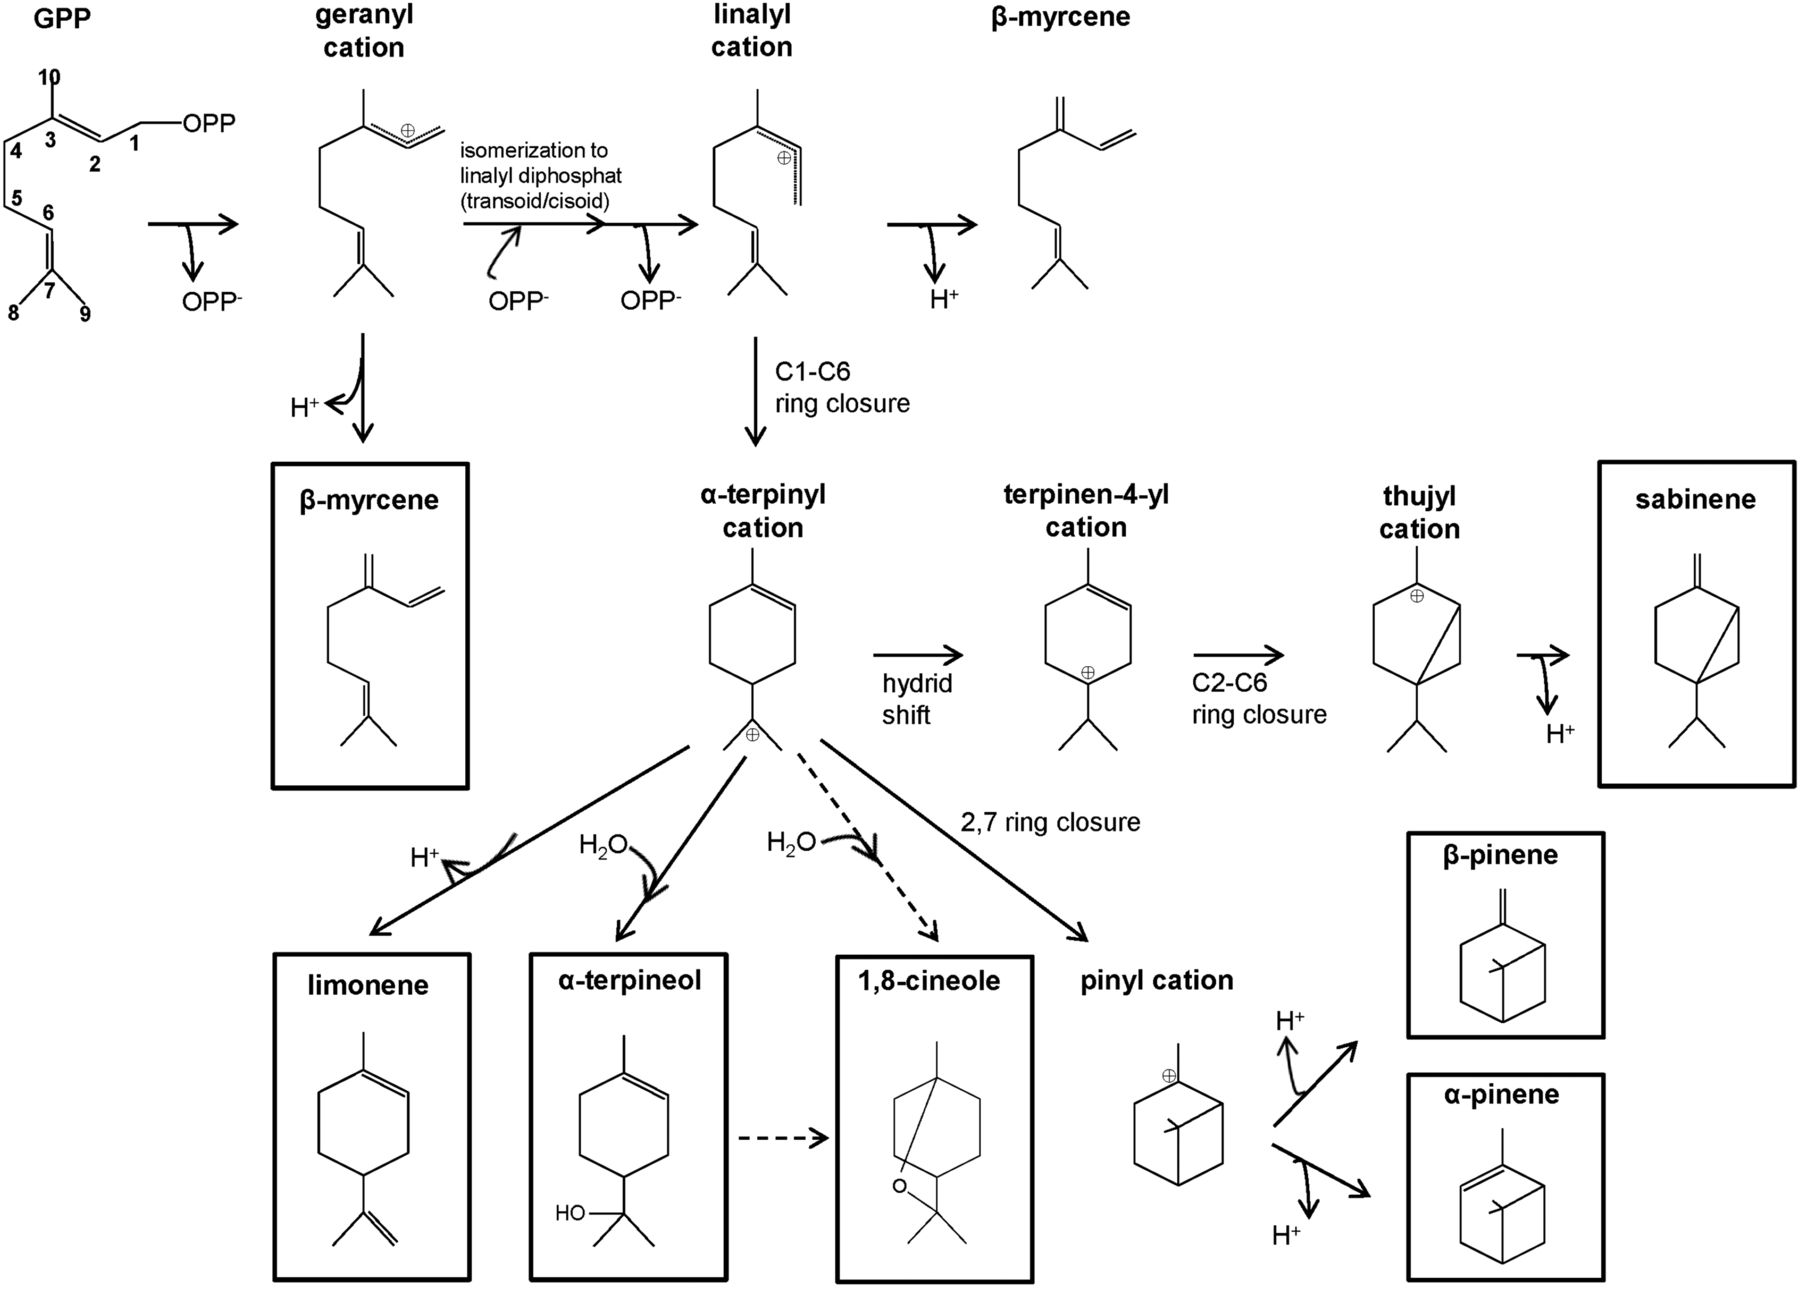 GPP
geranyl
cation
linalyl
cation
β-myrcene
10
3
2
1
OPP
4
5
6
7
8
9
OPP-
isomerization to
linalyl diphosphat
(transoid/cisoid)
OPP-
OPP-
H+
H+
C1-C6
ring closure
β-myrcene
α-terpinyl
cation
terpinen-4-yl
cation
thujyl
cation
sabinene
hydrid
shift
C2-C6
ring closure
H+
H+
H2O
H2O
2,7 ring closure
β-pinene
limonene
α-terpineol
1,8-cineole
pinyl cation
H+
α-pinene
HO
O
H+